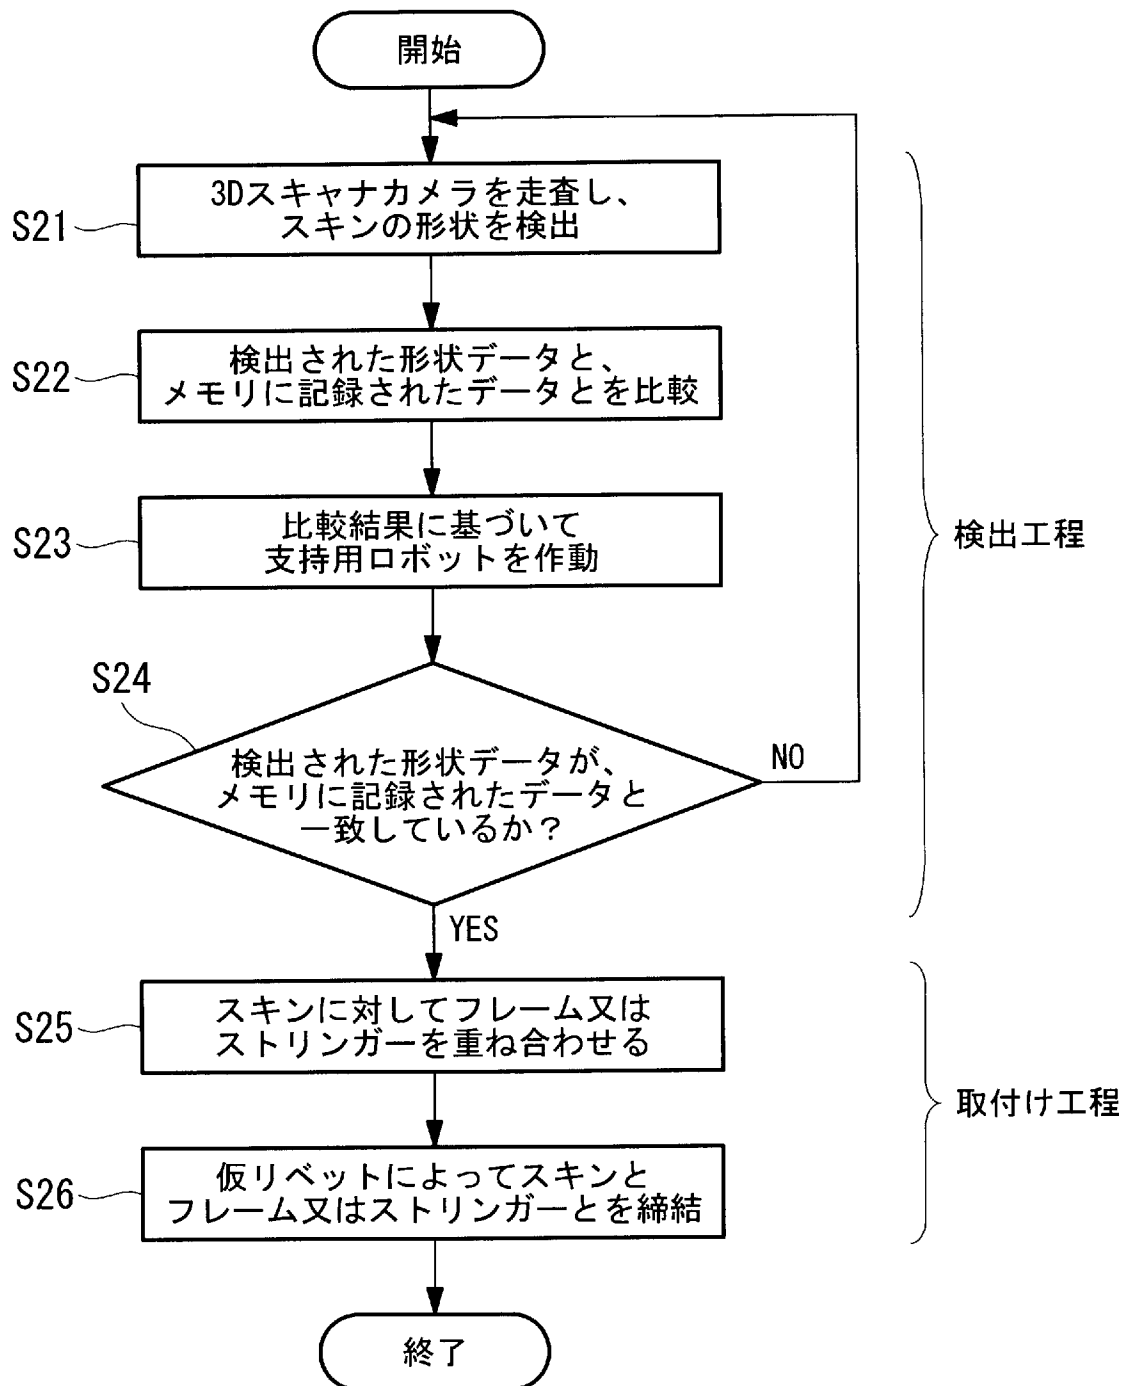 開始
S21
3Dスキャナカメラを走査し、
スキンの形状を検出
S22
検出された形状データと、
メモリに記録されたデータとを比較
S23
比較結果に基づいて
支持用ロボットを作動
検出工程
S24
検出された形状データが、
メモリに記録されたデータと
一致しているか?
NO
YES
S25
スキンに対してフレーム又は
ストリンガーを重ね合わせる
取付け工程
S26
仮リベットによってスキンと
フレーム又はストリンガーとを締結
終了